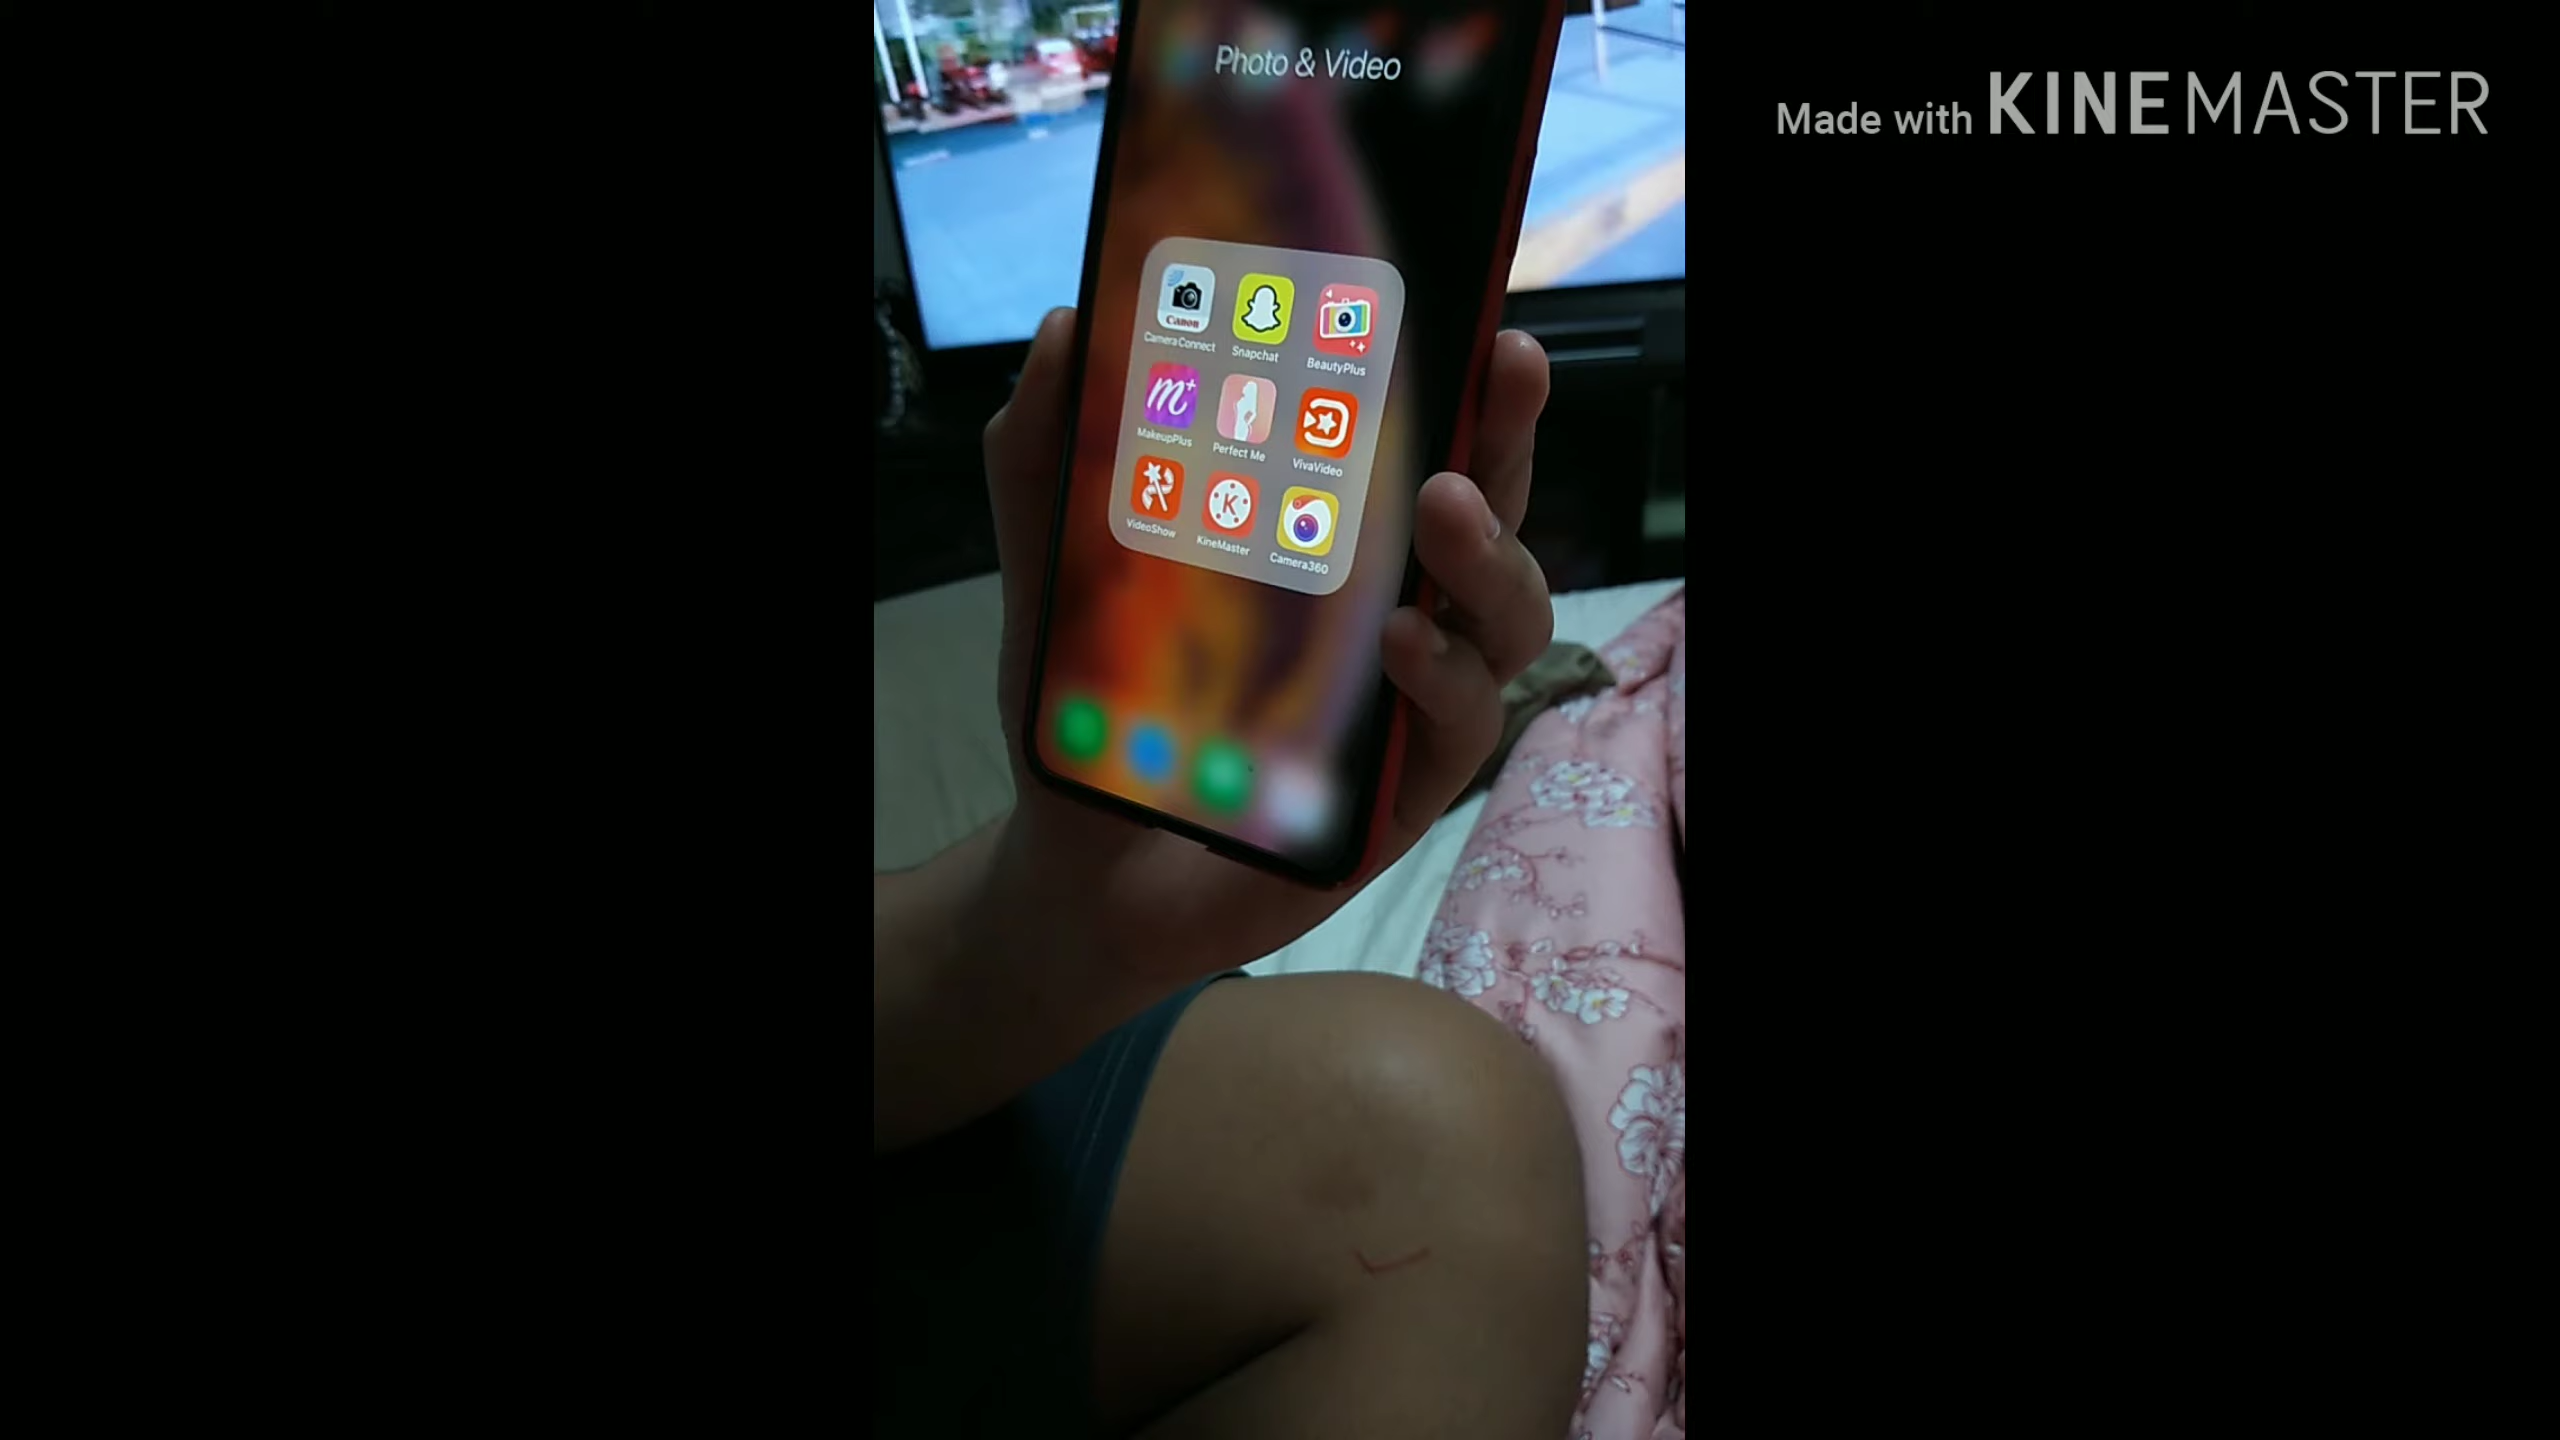 Photo & Video
Made with KINEMASTER
Canon
Camera Connect
Snapchat
BeautyPlus
m+
MakeupPlus
Perfect Me
VivaVideo
K
VideoShow
KineMaster
Camera360